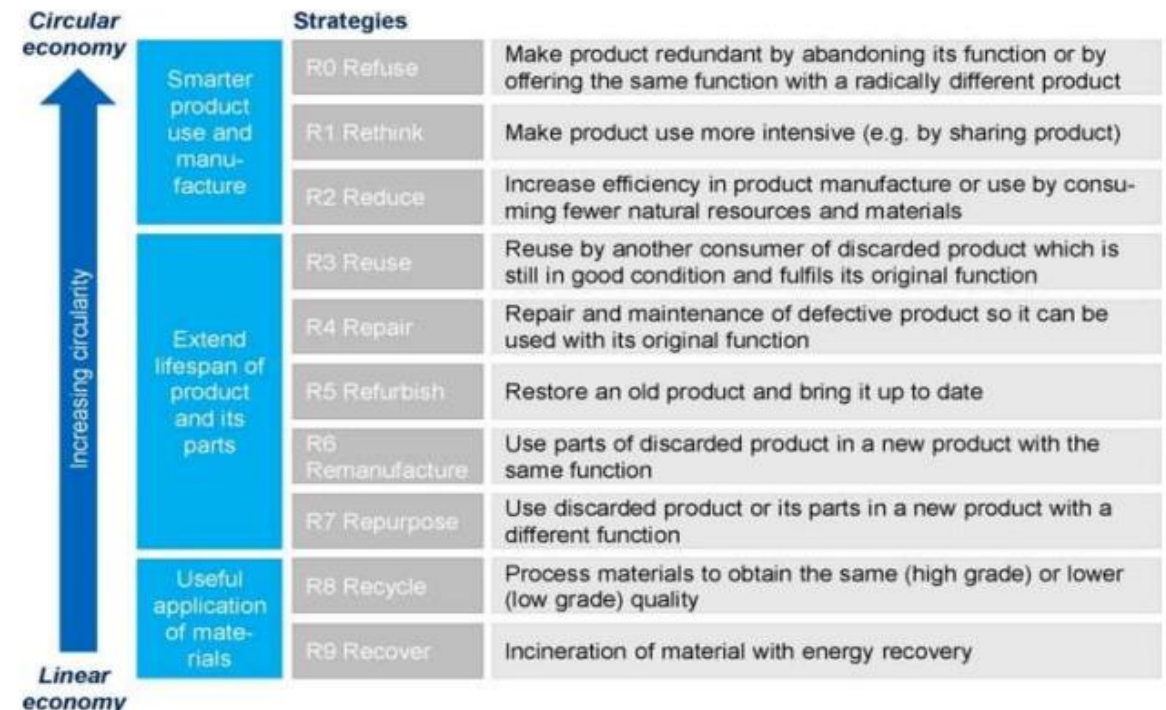 Circular
economy
Strategies
Increasing circularity
Smarter
product
use and
manu-
facture
R0 Refuse
Make product redundant by abandoning its function or by
offering the same function with a radically different product
R1 Rethink
Make product use more intensive (e.g. by sharing product)
R2 Reduce
Increase efficiency in product manufacture or use by consu-
ming fewer natural resources and materials
Extend
lifespan of
product
and its
parts
R3 Reuse
Reuse by another consumer of discarded product which is
still in good condition and fulfils its original function
R4 Repair
Repair and maintenance of defective product so it can be
used with its original function
R5 Refurbish
Restore an old product and bring it up to date
R6
Remanufacture
Use parts of discarded product in a new product with the
same function
R7 Repurpose
Use discarded product or its parts in a new product with a
different function
Useful
application
of mate-
rials
R8 Recycle
Process materials to obtain the same (high grade) or lower
(low grade) quality
R9 Recover
Incineration of material with energy recovery
Linear
economy